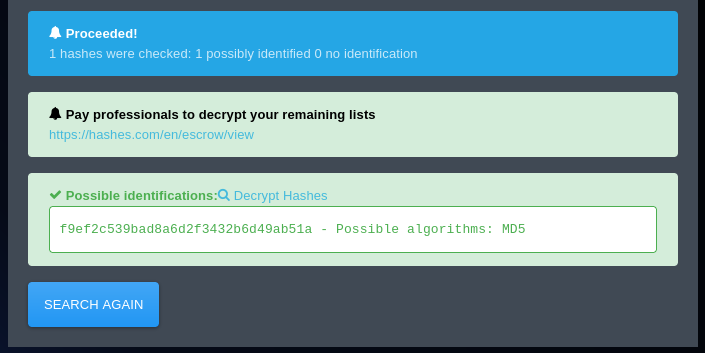 Proceeded!
1 hashes were checked: 1 possibly identified 0 no identification
Pay professionals to decrypt your remaining lists
https://hashes.com/en/escrow/view
Possible identifications: Decrypt Hashes
f9ef2c539bad8a6d2f3432b6d49ab51a - Possible algorithms: MD5
SEARCH AGAIN